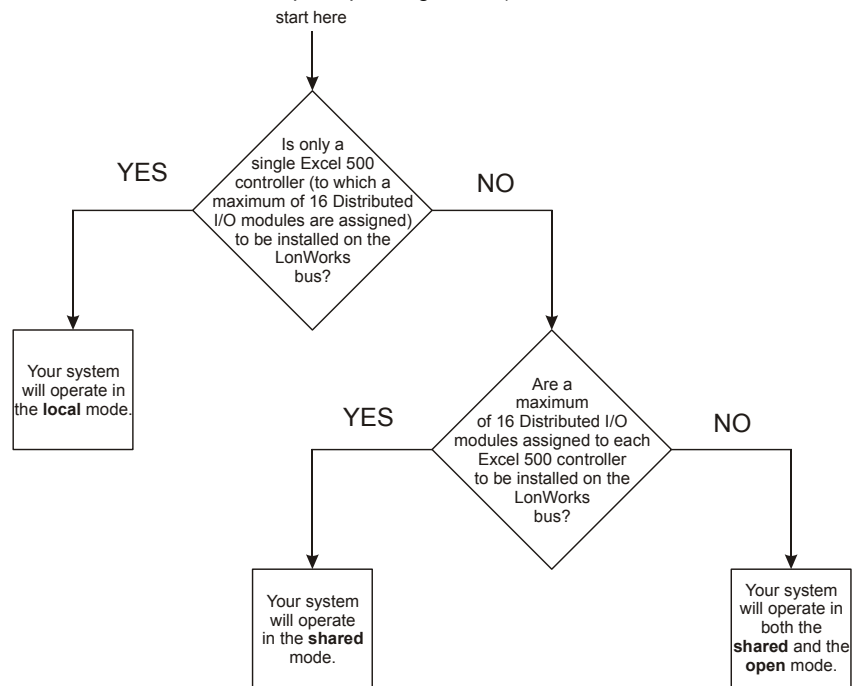 start here
Is only a
single Excel 500
controller (to which a
maximum of 16 Distributed
I/O modules are assigned)
to be installed on the
LonWorks
bus?
YES
NO
Your system
will operate in
the local mode.
Are a
maximum
of 16 Distributed I/O
modules assigned to each
Excel 500 controller
to be installed on the
LonWorks
bus?
YES
NO
Your system
will operate
in the shared
mode.
Your system
will operate in
both the
shared and the
open mode.